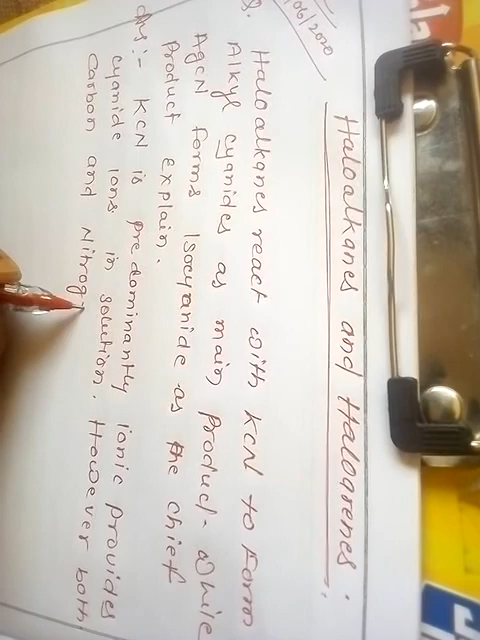 /06/2020
Haloalkanes and Haloarenes:
Q. Haloalkanes react with KCN to Form
Alkyl cyanides as main product while
AgCN forms Isocyanide as the chief
product explain.
Ans:- KCN is predominantly ionic provides
cyanide ions in solution. However both
Carbon and Nitrog